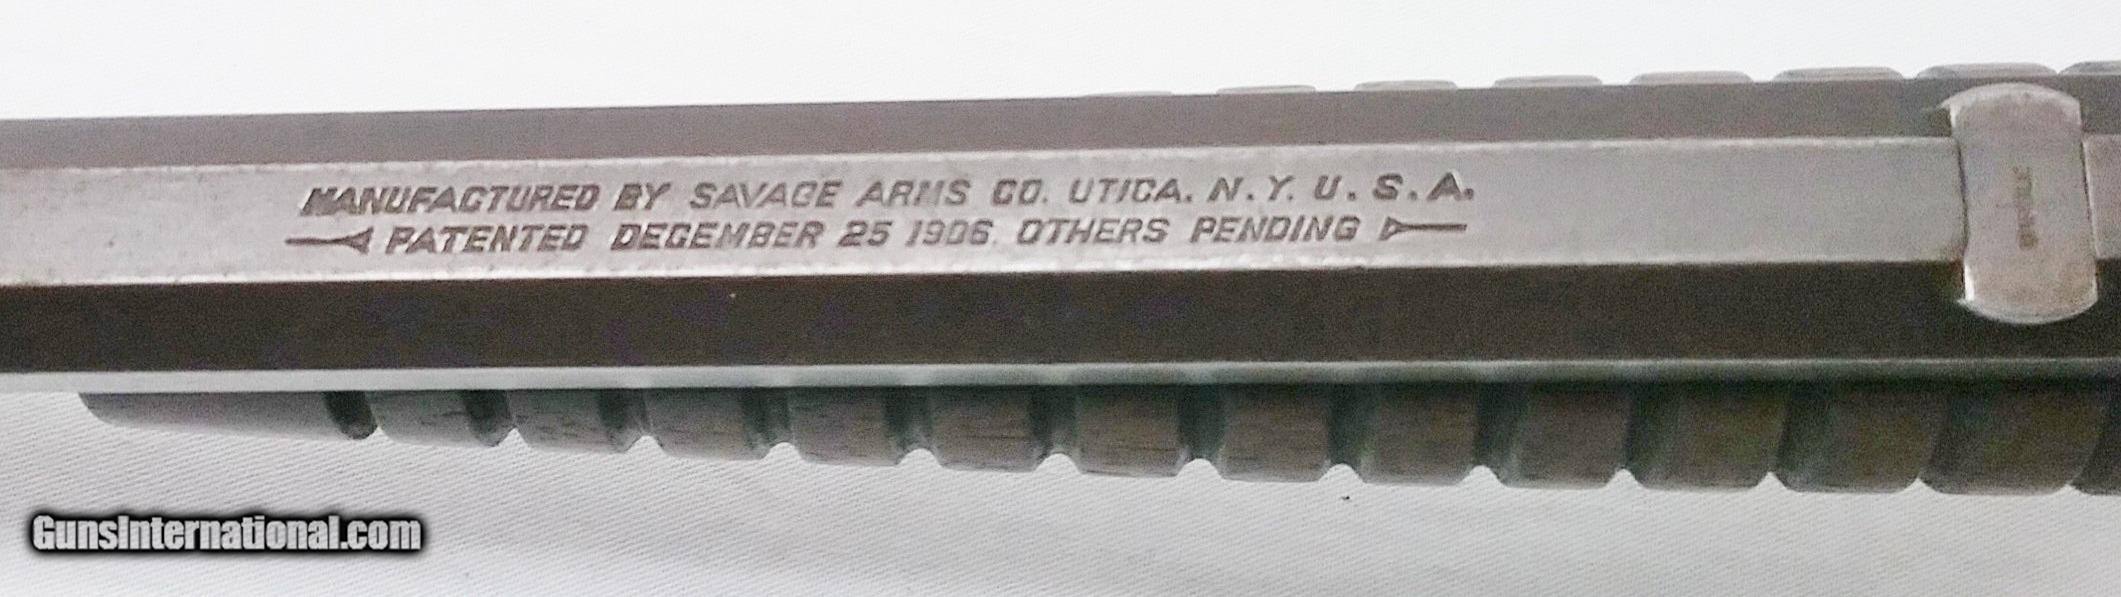 MANUFACTURED BY SAVAGE ARMS CO. UTICA. N.Y. U.S.A.
PATENTED DECEMBER 25 1906. OTHERS PENDING
GunsInternational.com